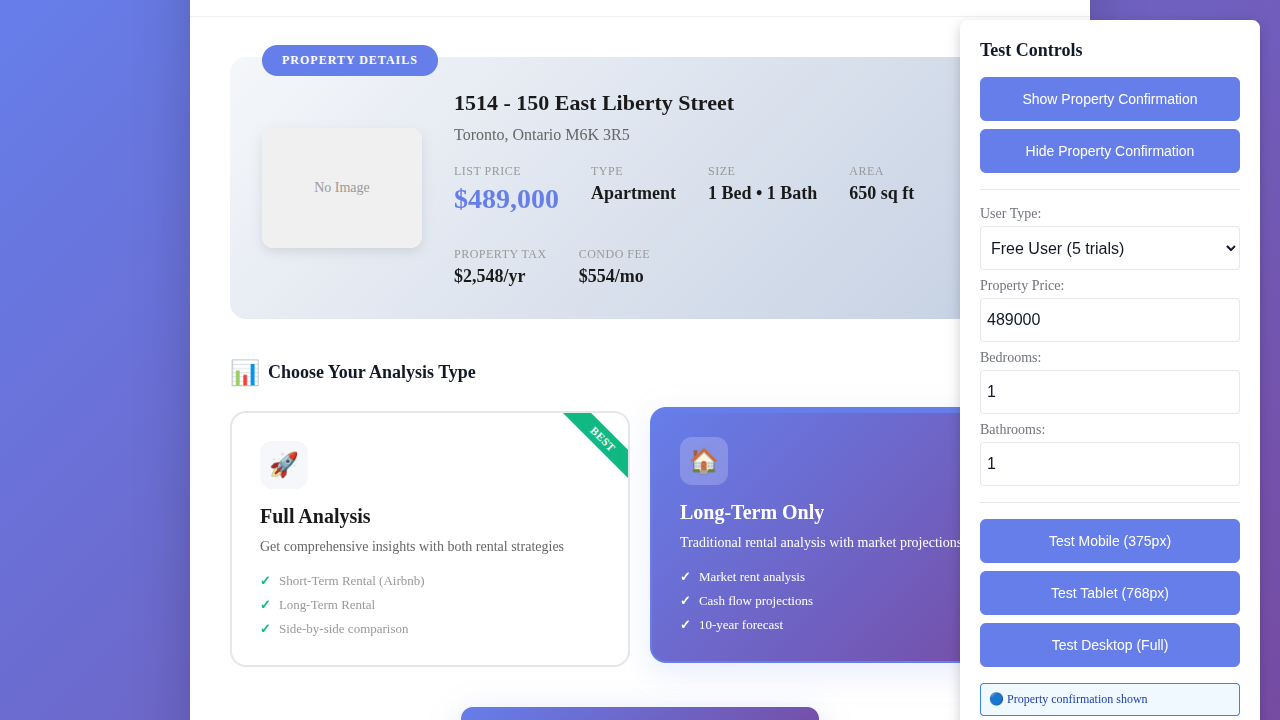 PROPERTY DETAILS
No Image
1514 - 150 East Liberty Street
Toronto, Ontario M6K 3R5
LIST PRICE
$489,000
TYPE
Apartment
SIZE
1 Bed • 1 Bath
AREA
650 sq ft
PROPERTY TAX
$2,548/yr
CONDO FEE
$554/mo
📊 Choose Your Analysis Type
BEST
🚀
Full Analysis
Get comprehensive insights with both rental strategies
✓ Short-Term Rental (Airbnb)
✓ Long-Term Rental
✓ Side-by-side comparison
🏠
Long-Term Only
Traditional rental analysis with market projections
✓ Market rent analysis
✓ Cash flow projections
✓ 10-year forecast
Test Controls
Show Property Confirmation
Hide Property Confirmation
User Type:
Free User (5 trials)
Property Price:
489000
Bedrooms:
1
Bathrooms:
1
Test Mobile (375px)
Test Tablet (768px)
Test Desktop (Full)
🔵 Property confirmation shown